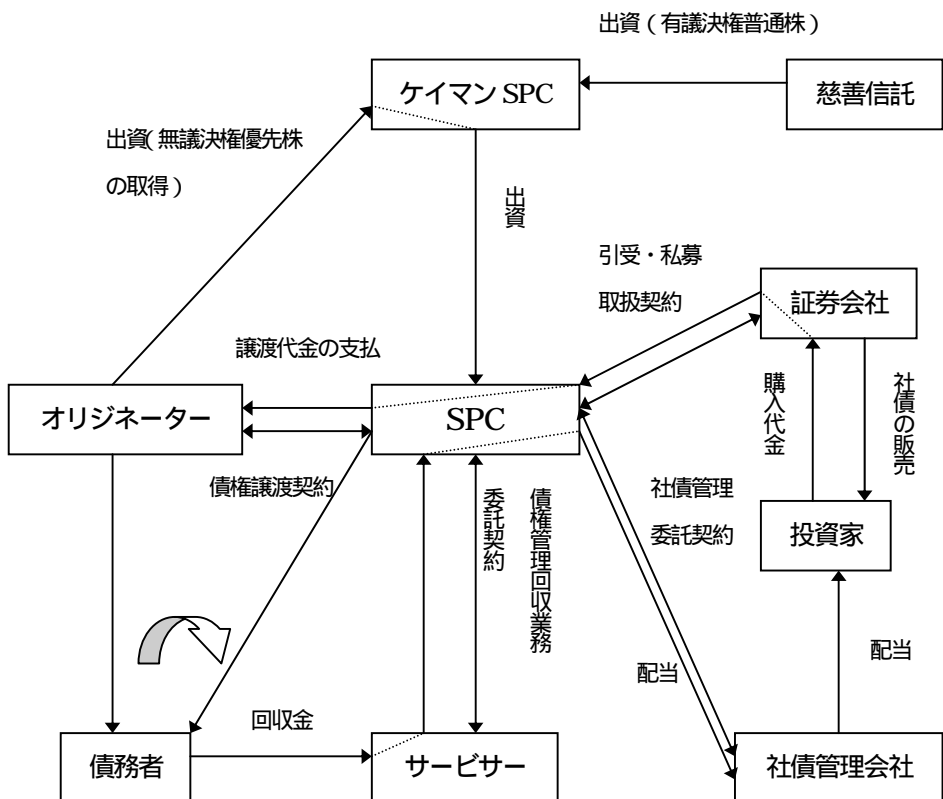 出資（有議決権普通株）
ケイマン SPC
慈善信託
出資（無議決権優先株
の取得）
出資
引受・私募
取扱契約
証券会社
譲渡代金の支払
オリジネーター
SPC
購入代金
社債の販売
債権譲渡契約
債権管理回収業務
委託契約
社債管理
委託契約
投資家
配当
配当
回収金
債務者
サービサー
社債管理会社